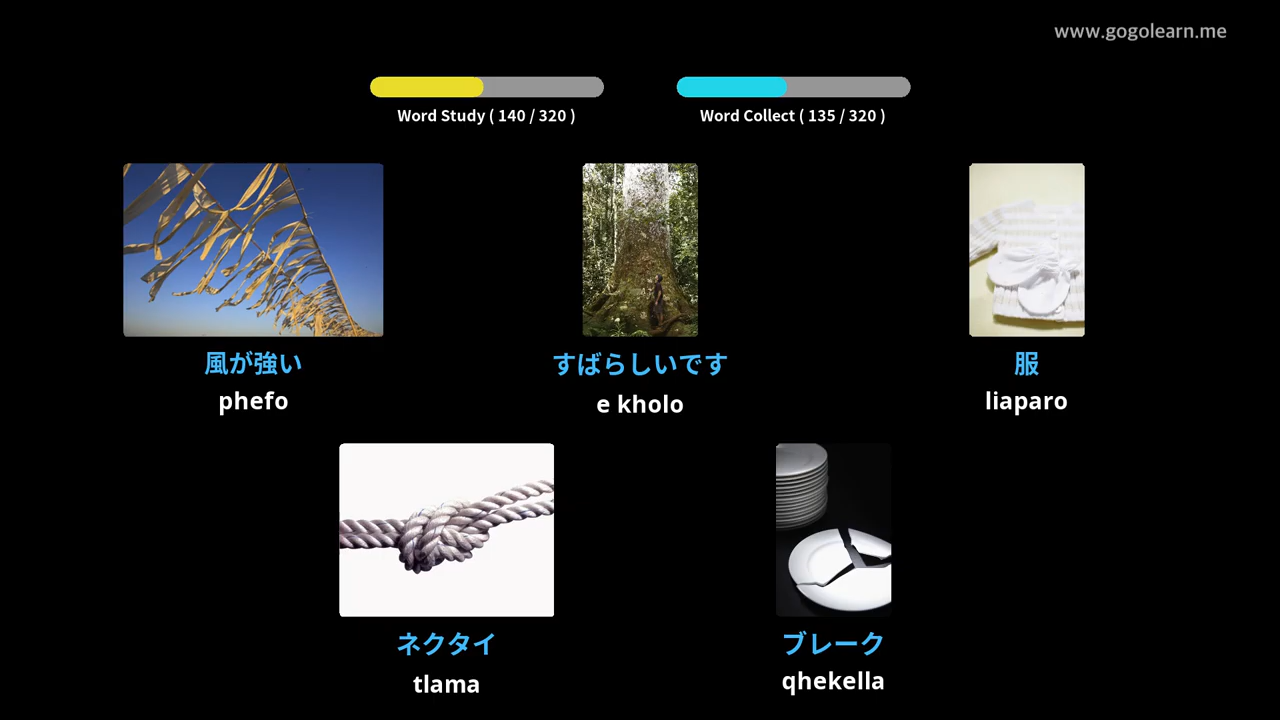 www.gogolearn.me
Word Study ( 140 / 320 )
Word Collect ( 135 / 320 )
風が強い
phefo
すばらしいです
e kholo
服
liaparo
ネクタイ
tlama
ブレーク
qhekella